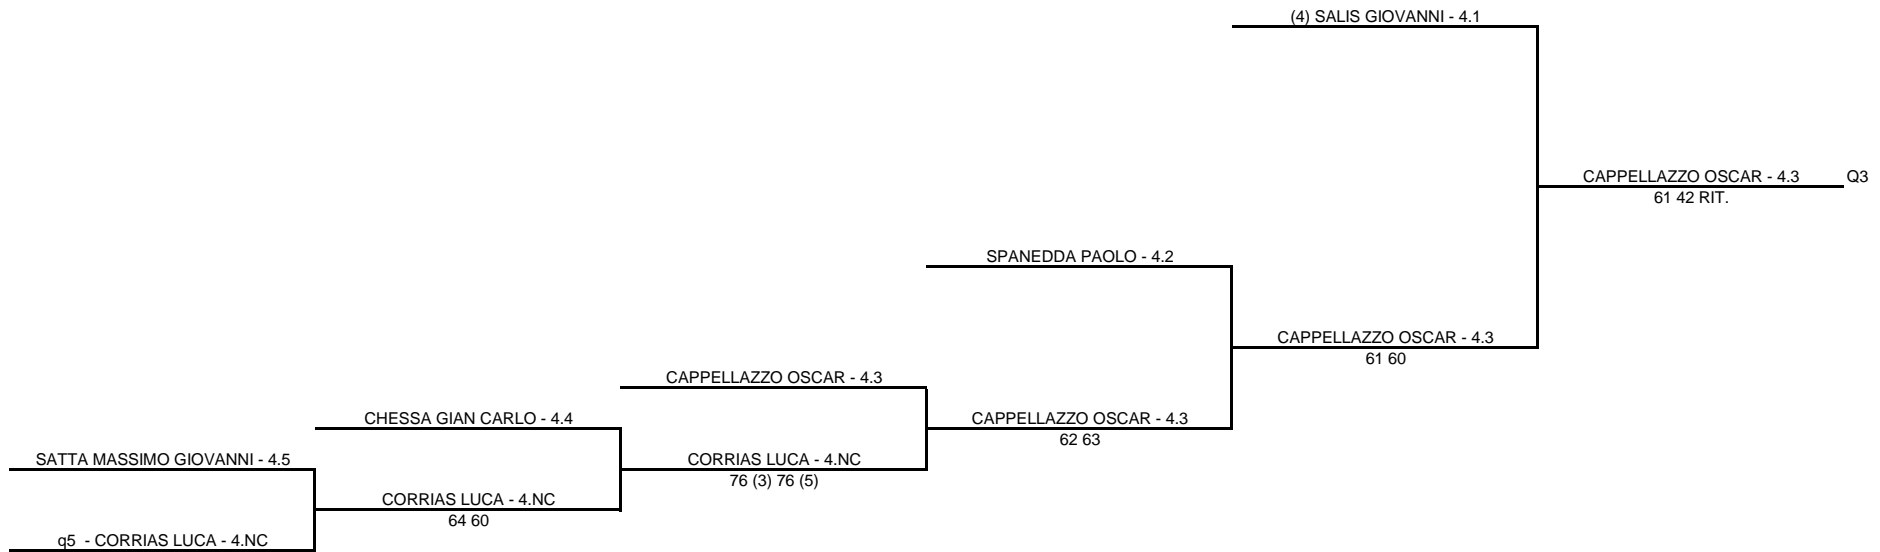 (4) SALIS GIOVANNI - 4.1
CAPPELLAZZO OSCAR - 4.3 Q3
61 42 RIT.
SPANEDDA PAOLO - 4.2
CAPPELLAZZO OSCAR - 4.3
61 60
CAPPELLAZZO OSCAR - 4.3
CHESSA GIAN CARLO - 4.4
CAPPELLAZZO OSCAR - 4.3
62 63
SATTA MASSIMO GIOVANNI - 4.5
CORRIAS LUCA - 4.NC
76 (3) 76 (5)
CORRIAS LUCA - 4.NC
64 60
q5 - CORRIAS LUCA - 4.NC